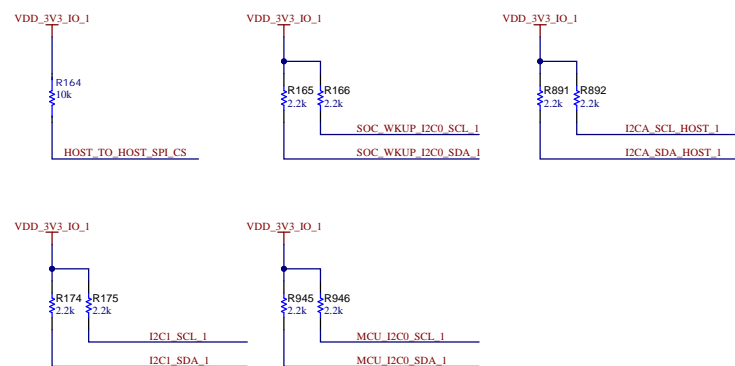 VDD_3V3_IO_1
R164
10k
HOST_TO_HOST_SPI_CS
VDD_3V3_IO_1
R165 R166
2.2k 2.2k
SOC_WKUP_I2C0_SCL_1
SOC_WKUP_I2C0_SDA_1
VDD_3V3_IO_1
R891 R892
2.2k 2.2k
I2CA_SCL_HOST_1
I2CA_SDA_HOST_1
VDD_3V3_IO_1
R174 R175
2.2k 2.2k
I2C1_SCL_1
I2C1_SDA_1
VDD_3V3_IO_1
R945 R946
2.2k 2.2k
MCU_I2C0_SCL_1
MCU_I2C0_SDA_1